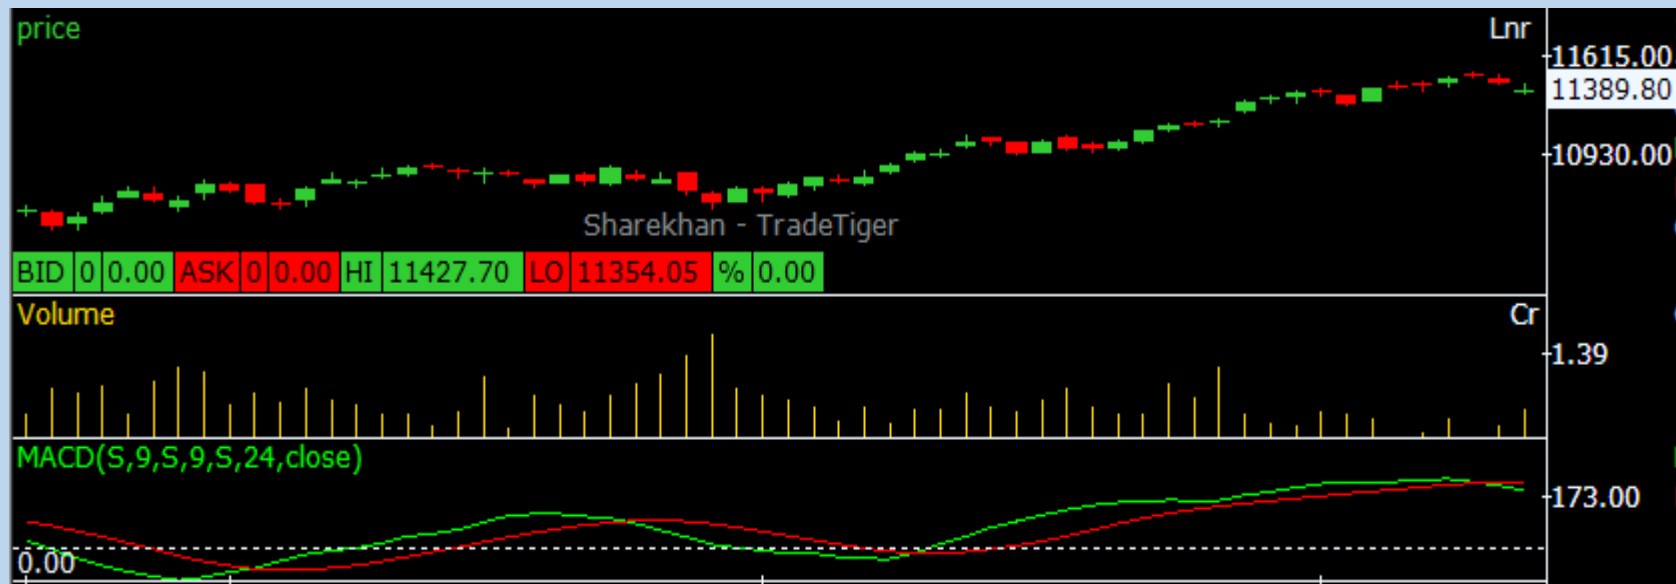 price
Lnr
11615.00
11389.80
10930.00
Sharekhan - TradeTiger
BID 0 0.00 ASK 0 0.00 HI 11427.70 LO 11354.05 % 0.00
Volume
Cr
1.39
MACD(S,9,S,9,S,24,close)
173.00
0.00